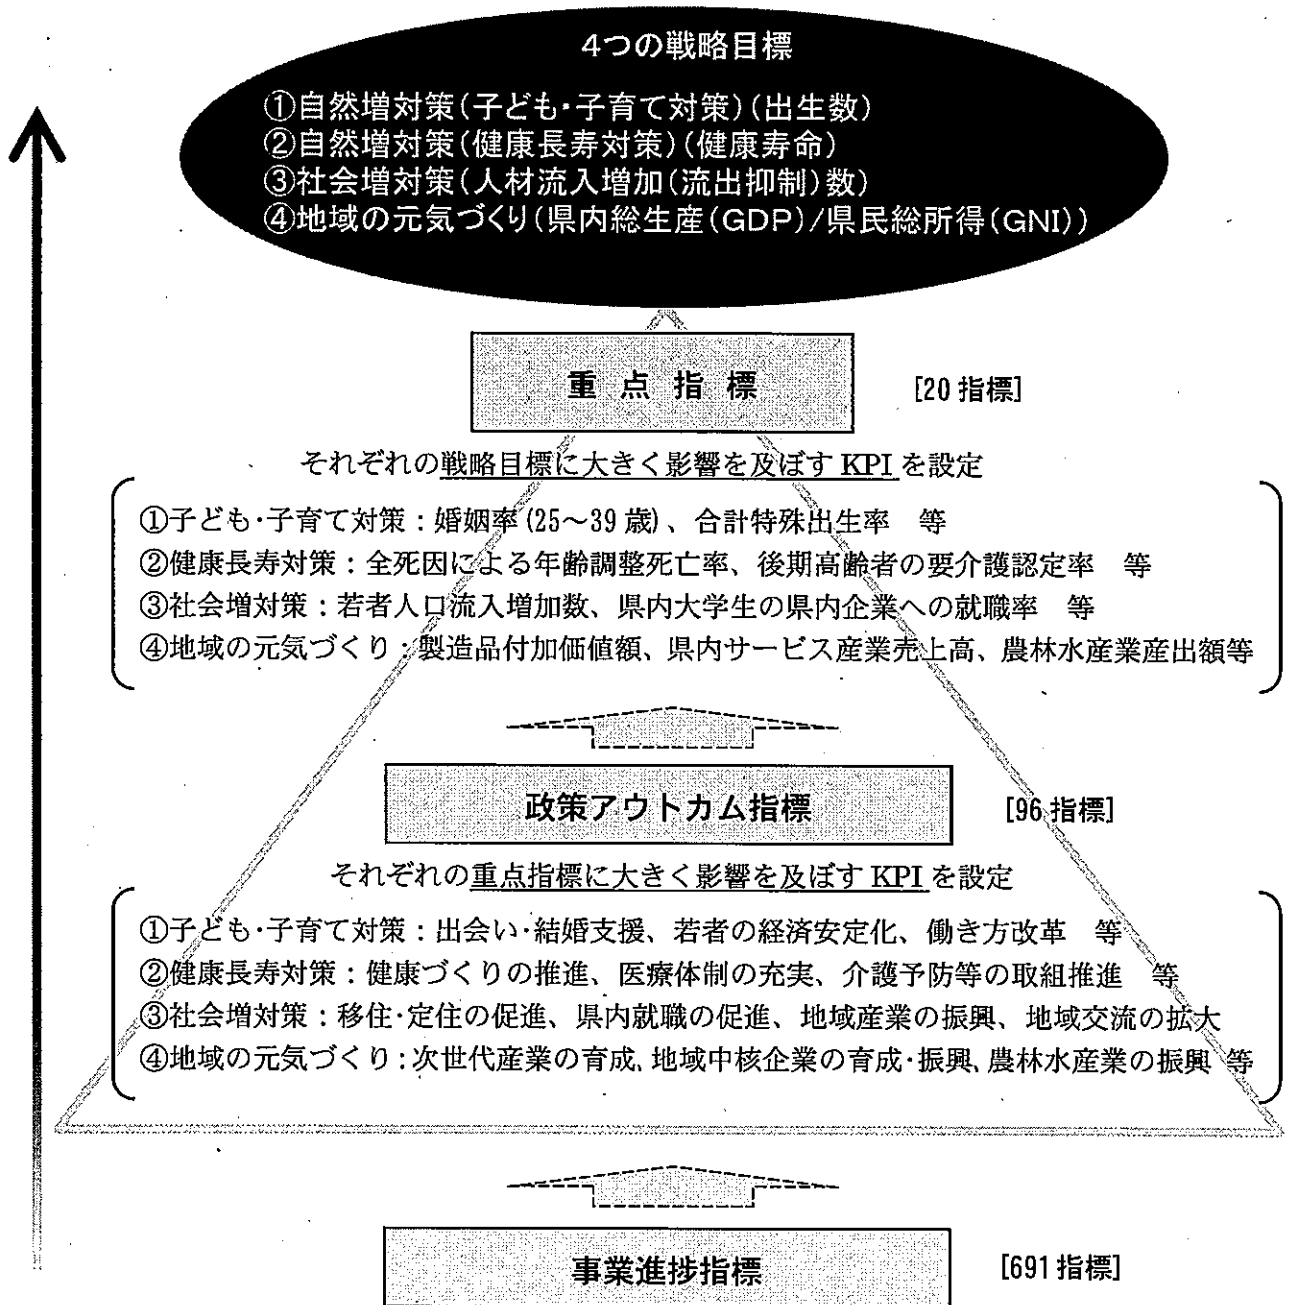 4つの戦略目標
①自然増対策(子ども・子育て対策)(出生数)
②自然増対策(健康長寿対策)(健康寿命)
③社会増対策(人材流入増加(流出抑制)数)
④地域の元気づくり(県内総生産(GDP)/県民総所得(GNI))
重点指標 [20指標]
それぞれの戦略目標に大きく影響を及ぼす KPI を設定
①子ども・子育て対策：婚姻率(25～39歳)、合計特殊出生率 等
②健康長寿対策：全死因による年齢調整死亡率、後期高齢者の要介護認定率 等
③社会増対策：若者人口流入増加数、県内大学生の県内企業への就職率 等
④地域の元気づくり：製造品付加価値額、県内サービス産業売上高、農林水産業産出額等
政策アウトカム指標 [96指標]
それぞれの重点指標に大きく影響を及ぼす KPI を設定
①子ども・子育て対策：出会い・結婚支援、若者の経済安定化、働き方改革 等
②健康長寿対策：健康づくりの推進、医療体制の充実、介護予防等の取組推進 等
③社会増対策：移住・定住の促進、県内就職の促進、地域産業の振興、地域交流の拡大
④地域の元気づくり：次世代産業の育成、地域中核企業の育成・振興、農林水産業の振興 等
事業進捗指標 [691指標]